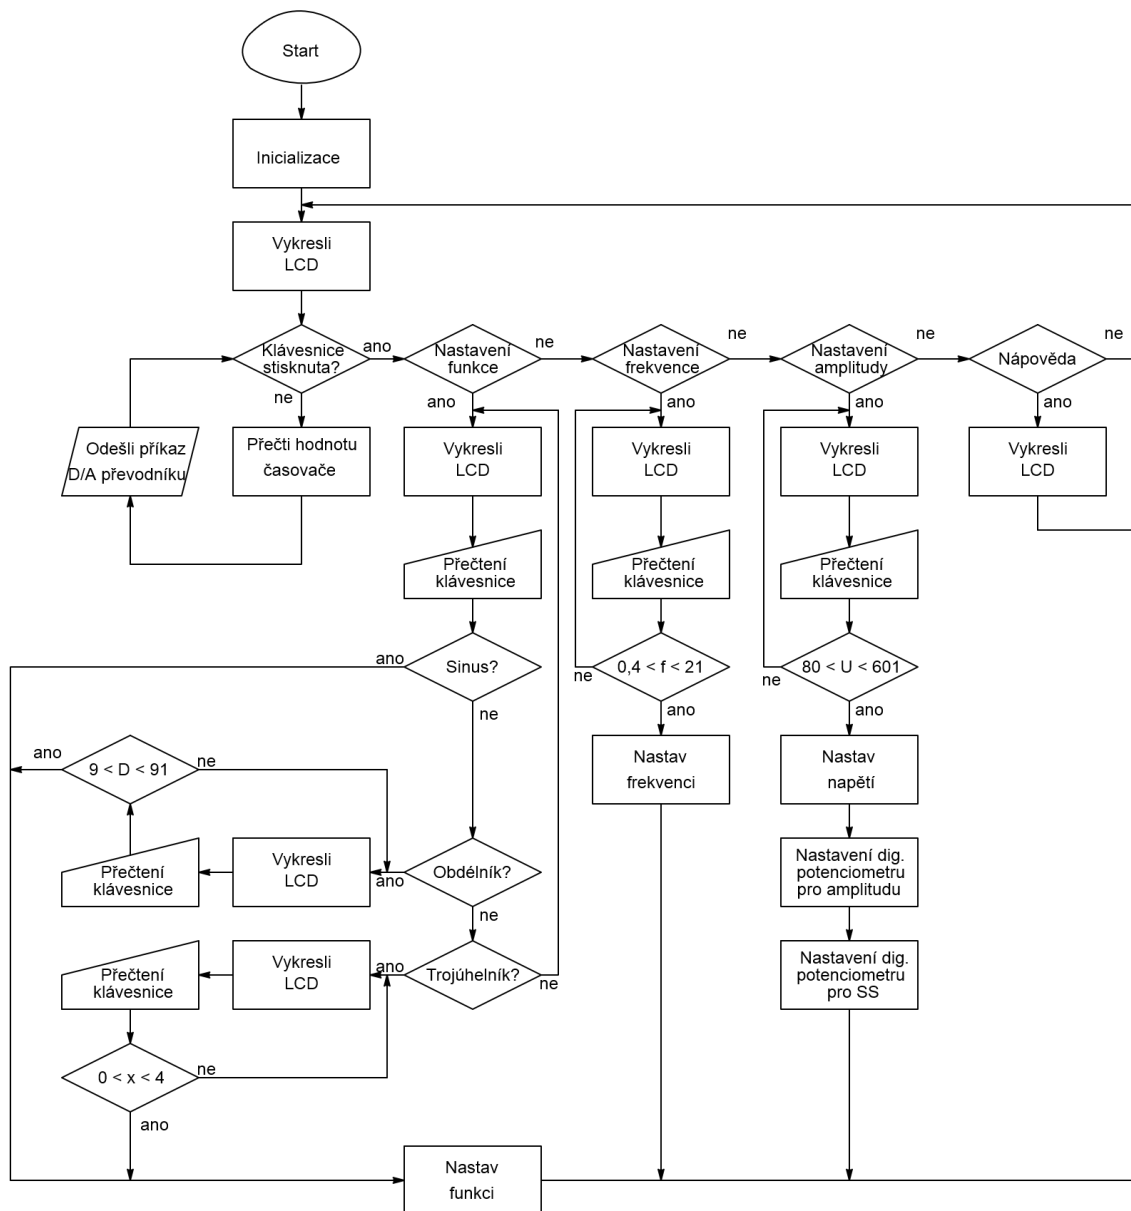 Start
Inicializace
Vykresli
LCD
Klávesnice
stisknuta?
ano
ne
Nastavení
funkce
ne
ano
Nastavení
frekvence
ne
ano
Nastavení
amplitudy
ne
ano
Nápověda
ne
ano
Odešli příkaz
D/A převodníku
Přečti hodnotu
časovače
Vykresli
LCD
Vykresli
LCD
Vykresli
LCD
Vykresli
LCD
Přečtení
klávesnice
Přečtení
klávesnice
Přečtení
klávesnice
ano
Sinus?
ne
ne
0,4 < f < 21
ano
ne
80 < U < 601
ano
ano
9 < D < 91
ne
Nastav
frekvenci
Nastav
napětí
Přečtení
klávesnice
Vykresli
LCD
ano
Obdélník?
ne
Nastavení dig.
potenciometru
pro amplitudu
Přečtení
klávesnice
Vykresli
LCD
ano
Trojúhelník?
ne
Nastavení dig.
potenciometru
pro SS
0 < x < 4
ne
ano
Nastav
funkci